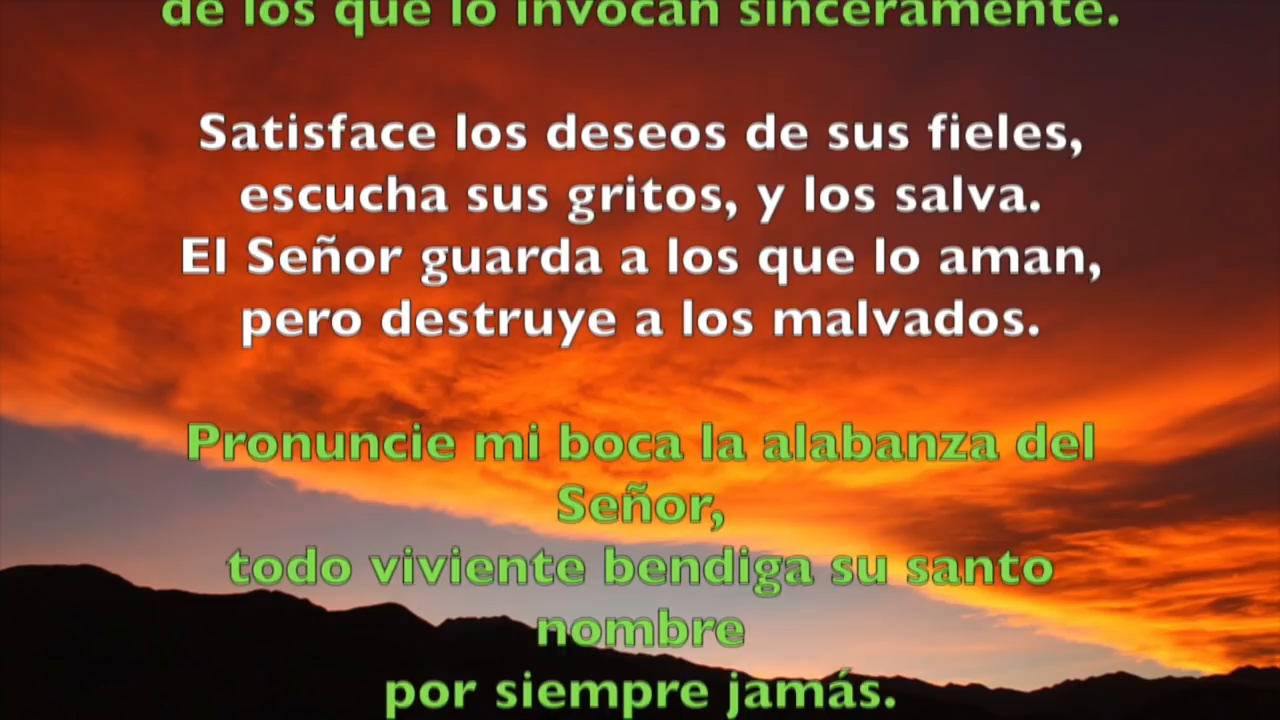 de los que lo invocan sinceramente.
Satisface los deseos de sus fieles,
escucha sus gritos, y los salva.
El Señor guarda a los que lo aman,
pero destruye a los malvados.
Pronuncie mi boca la alabanza del
Señor,
todo viviente bendiga su santo
nombre
por siempre jamás.